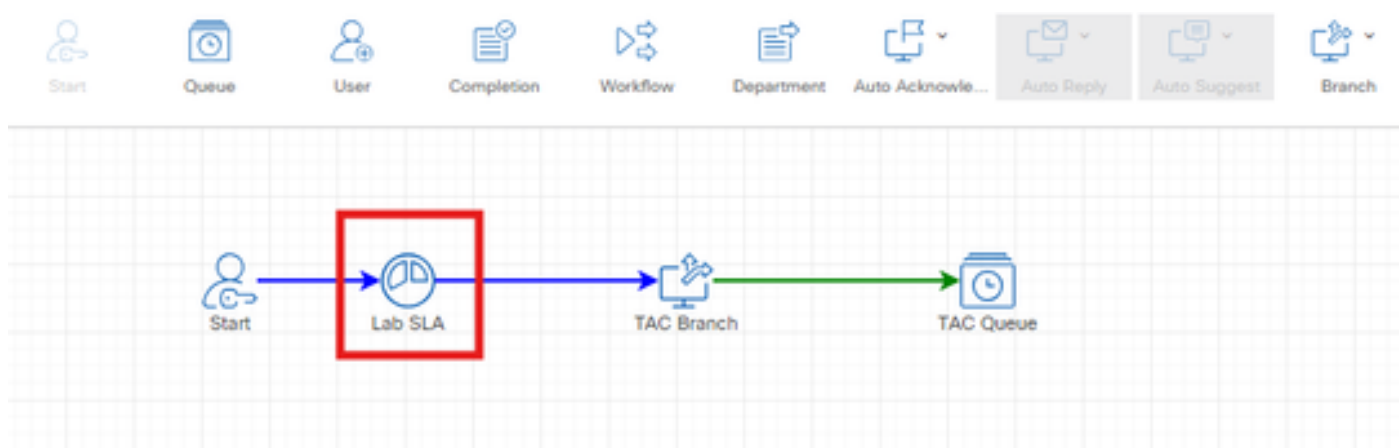 Start Queue User Completion Workflow Department Auto Acknowle... Auto Reply Auto Suggest Branch
Start Lab SLA TAC Branch TAC Queue